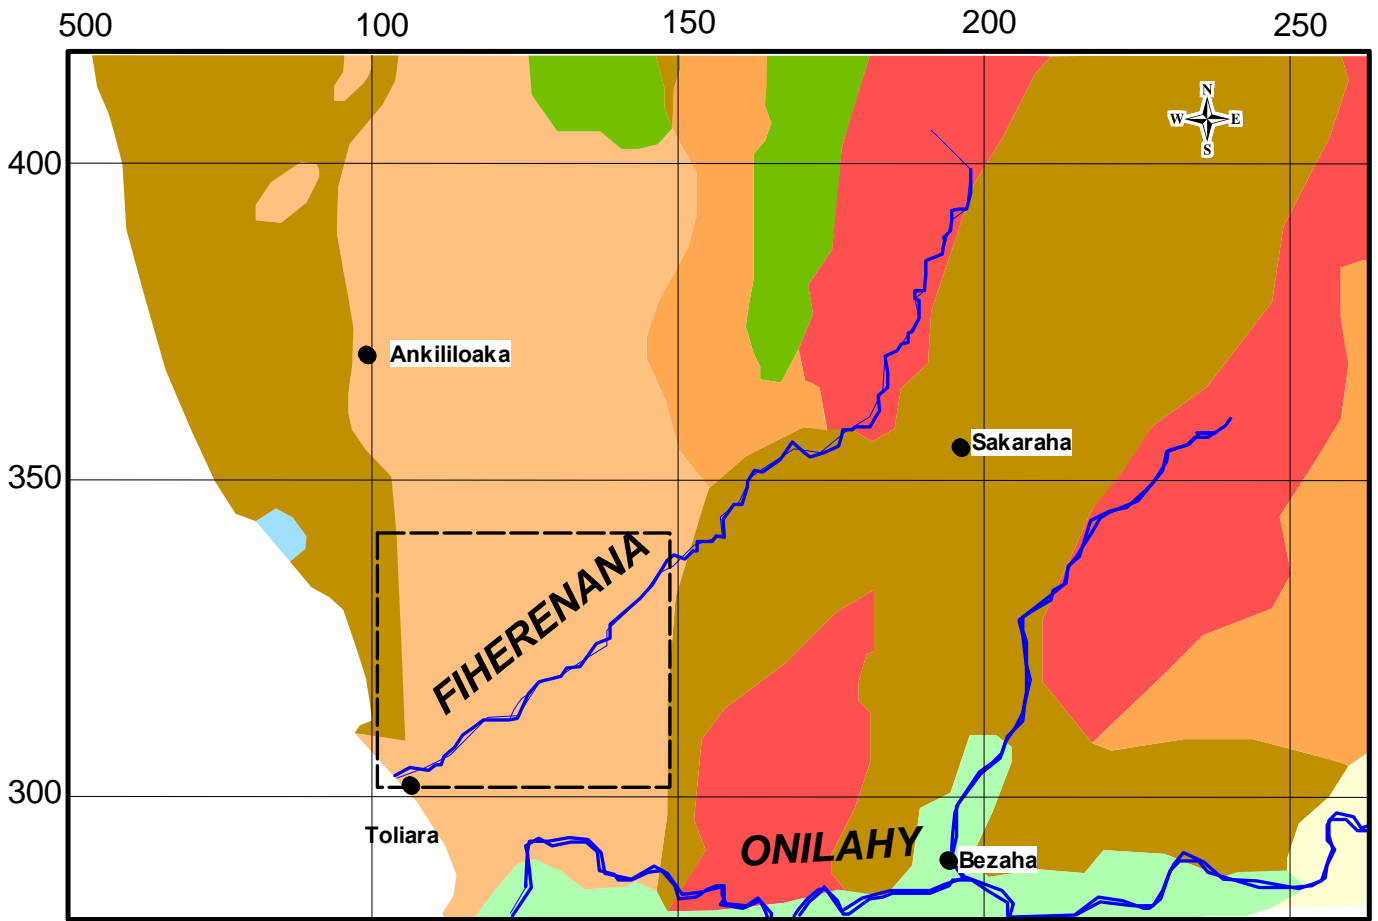 500 100 150 200 250
N
W E
S
400
Ankililoaka
Sakaraha
350
FIHERENANA
300
Toliara
ONILAHY
Bezaha